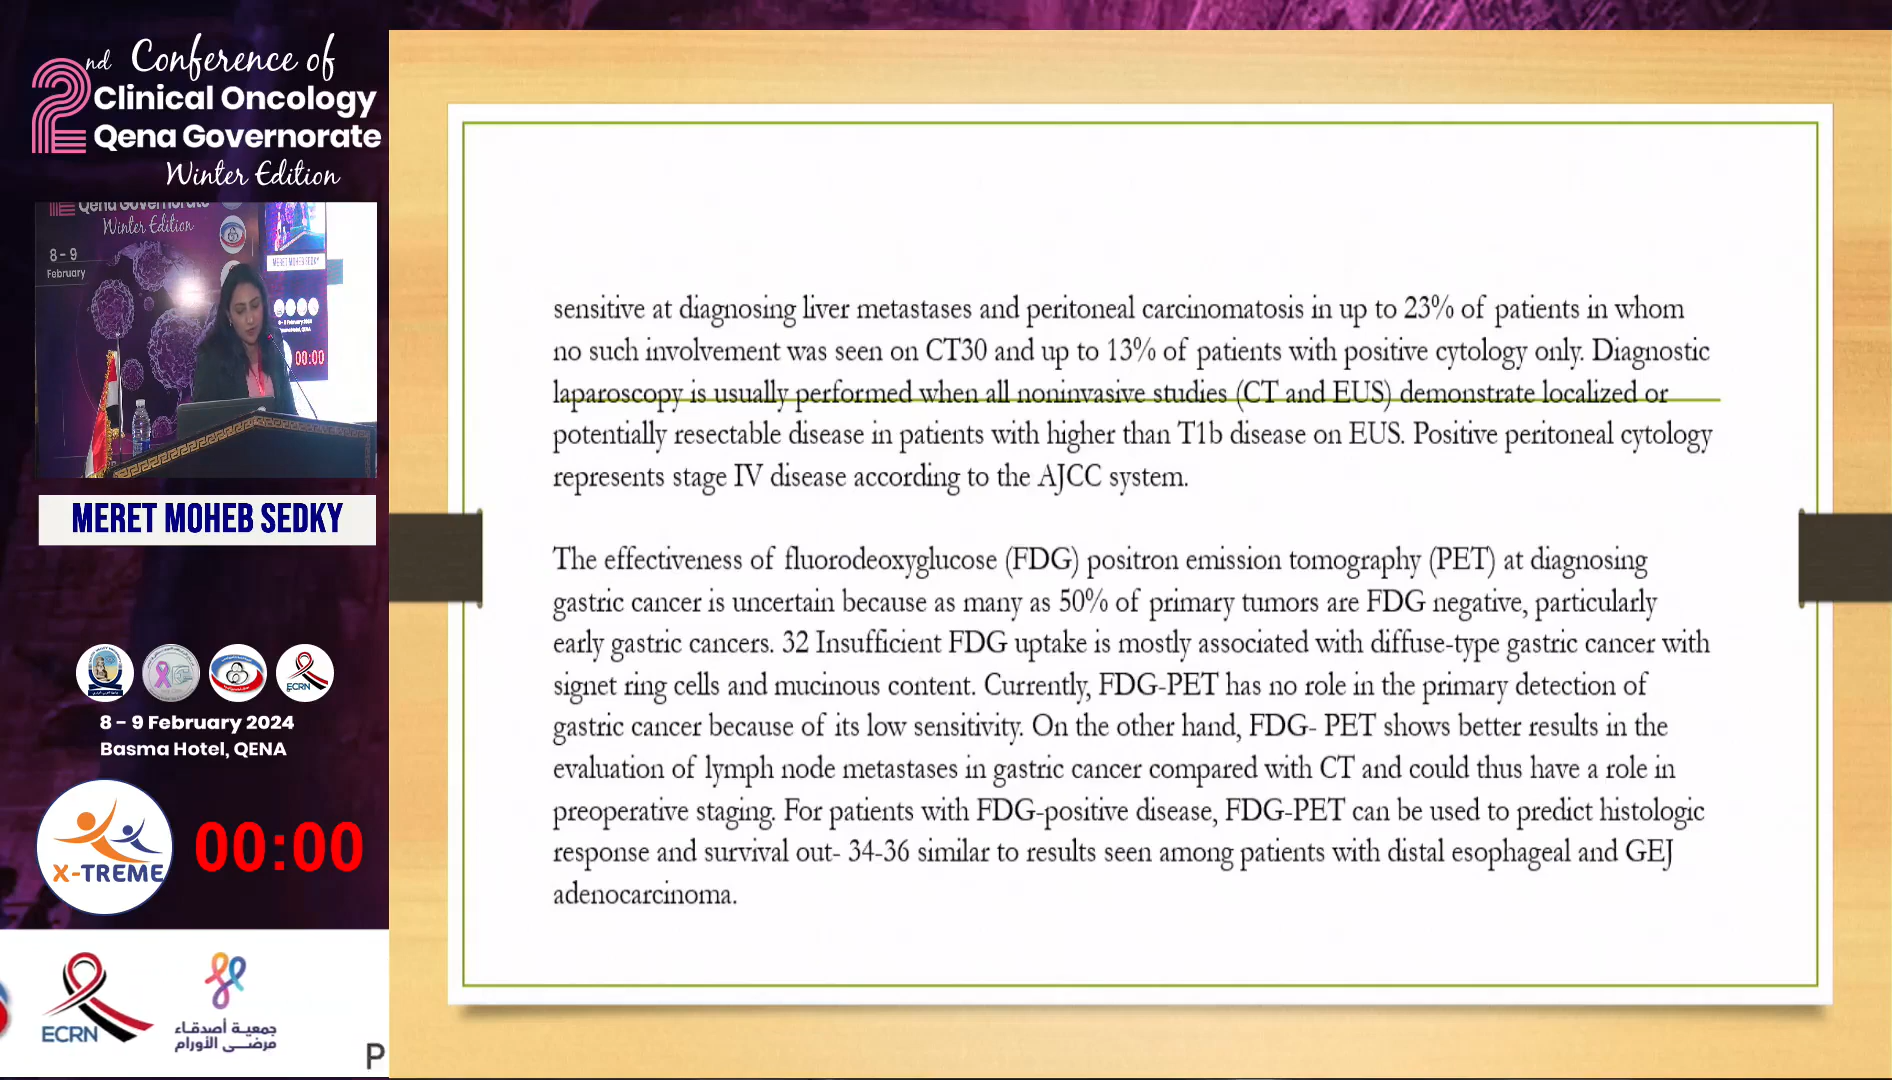 2nd Conference of
Clinical Oncology
Qena Governorate
Winter Edition
Qena Governorate
Winter Edition
8 - 9
February
MERET MOHEB SEDKY
00:00
MERET MOHEB SEDKY
ECRN
8 - 9 February 2024
Basma Hotel, QENA
X-TREME
00:00
ECRN
جمعية أصدقاء
مرضى الأورام
P
sensitive at diagnosing liver metastases and peritoneal carcinomatosis in up to 23% of patients in whom
no such involvement was seen on CT30 and up to 13% of patients with positive cytology only. Diagnostic
laparoscopy is usually performed when all noninvasive studies (CT and EUS) demonstrate localized or
potentially resectable disease in patients with higher than T1b disease on EUS. Positive peritoneal cytology
represents stage IV disease according to the AJCC system.
The effectiveness of fluorodeoxyglucose (FDG) positron emission tomography (PET) at diagnosing
gastric cancer is uncertain because as many as 50% of primary tumors are FDG negative, particularly
early gastric cancers. 32 Insufficient FDG uptake is mostly associated with diffuse-type gastric cancer with
signet ring cells and mucinous content. Currently, FDG-PET has no role in the primary detection of
gastric cancer because of its low sensitivity. On the other hand, FDG- PET shows better results in the
evaluation of lymph node metastases in gastric cancer compared with CT and could thus have a role in
preoperative staging. For patients with FDG-positive disease, FDG-PET can be used to predict histologic
response and survival out- 34-36 similar to results seen among patients with distal esophageal and GEJ
adenocarcinoma.